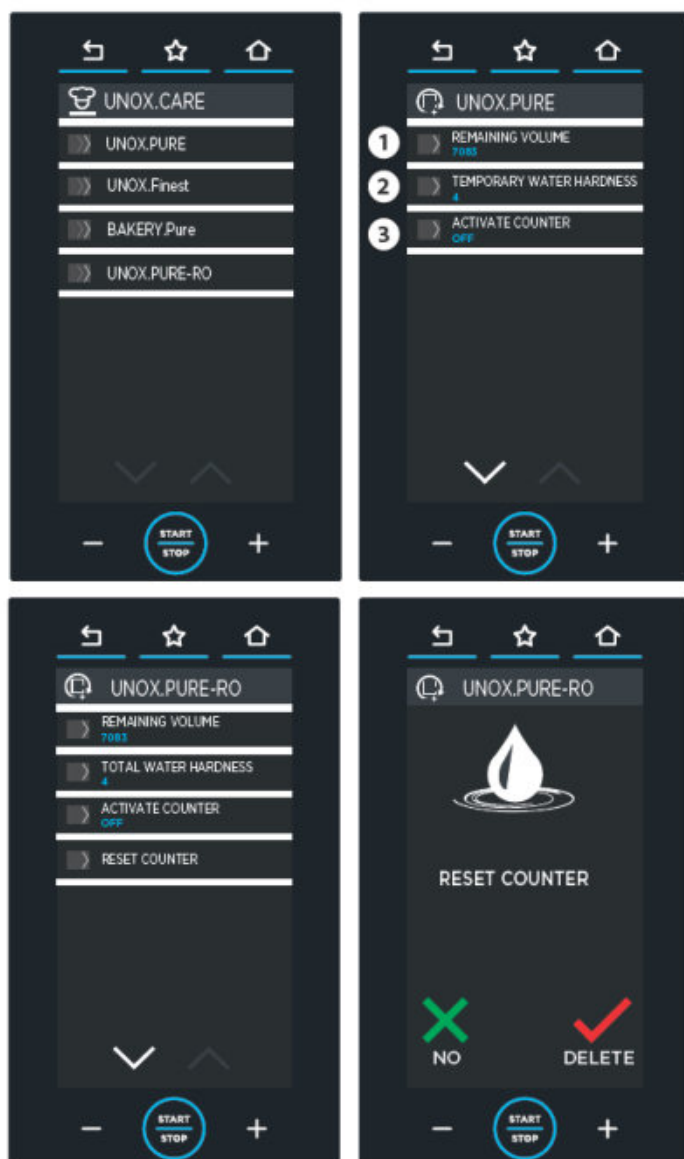 UNOX.CARE
UNOX.PURE
UNOX.Finest
BAKERY.Pure
UNOX.PURE-RO
START
STOP
UNOX.PURE
1
REMAINING VOLUME
7083
2
TEMPORARY WATER HARDNESS
4
3
ACTIVATE COUNTER
OFF
START
STOP
UNOX.PURE-RO
REMAINING VOLUME
7083
TOTAL WATER HARDNESS
4
ACTIVATE COUNTER
OFF
RESET COUNTER
START
STOP
UNOX.PURE-RO
RESET COUNTER
NO
DELETE
START
STOP